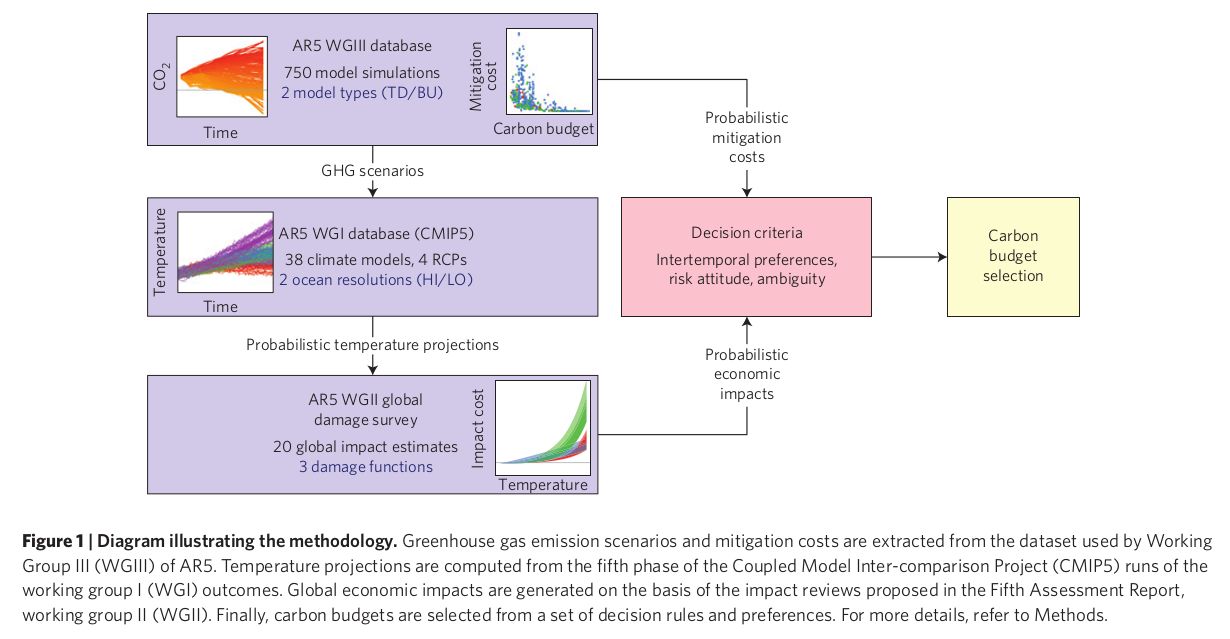 CO2
Time
AR5 WGIII database
750 model simulations
2 model types (TD/BU)
Mitigation
cost
Carbon budget
GHG scenarios
Probabilistic
mitigation
costs
Temperature
Time
AR5 WGI database (CMIP5)
38 climate models, 4 RCPs
2 ocean resolutions (HI/LO)
Decision criteria
Intertemporal preferences,
risk attitude, ambiguity
Carbon
budget
selection
Probabilistic temperature projections
Probabilistic
economic
impacts
AR5 WGII global
damage survey
20 global impact estimates
3 damage functions
Impact cost
Temperature
Figure 1 | Diagram illustrating the methodology. Greenhouse gas emission scenarios and mitigation costs are extracted from the dataset used by Working
Group III (WGIII) of AR5. Temperature projections are computed from the fifth phase of the Coupled Model Inter-comparison Project (CMIP5) runs of the
working group I (WGI) outcomes. Global economic impacts are generated on the basis of the impact reviews proposed in the Fifth Assessment Report,
working group II (WGII). Finally, carbon budgets are selected from a set of decision rules and preferences. For more details, refer to Methods.